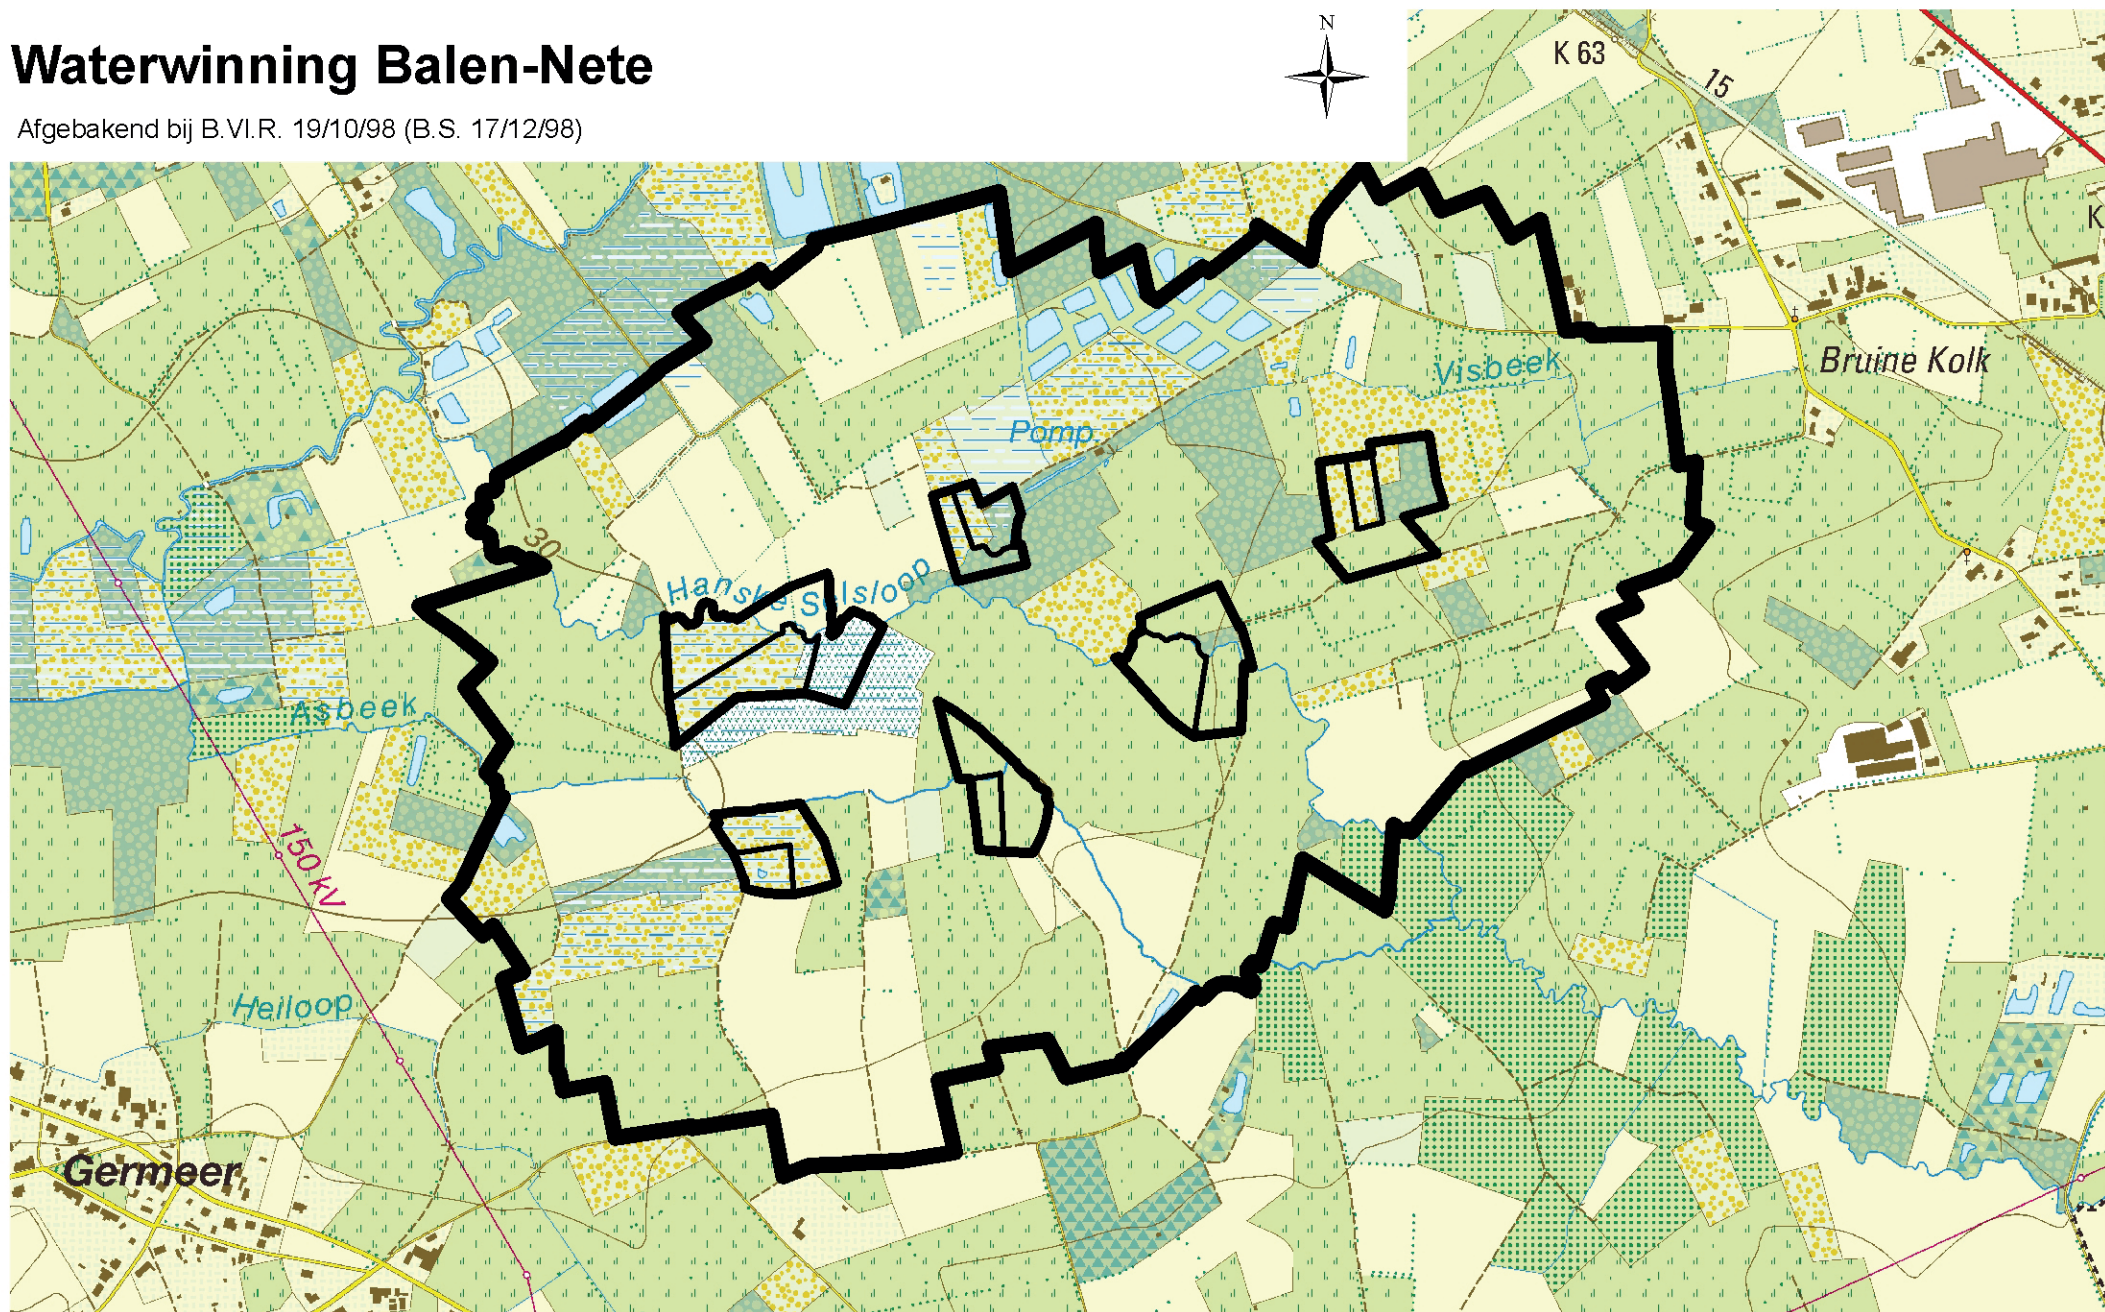 Waterwinning Balen-Nete
Afgebakend bij B.Vl.R. 19/10/98 (B.S. 17/12/98)
N
K 63
15
K
Bruine Kolk
Visbeek
Pomp
30
Hanske Selsloop
Asbeek
150 kV
Heiloop
Germeer